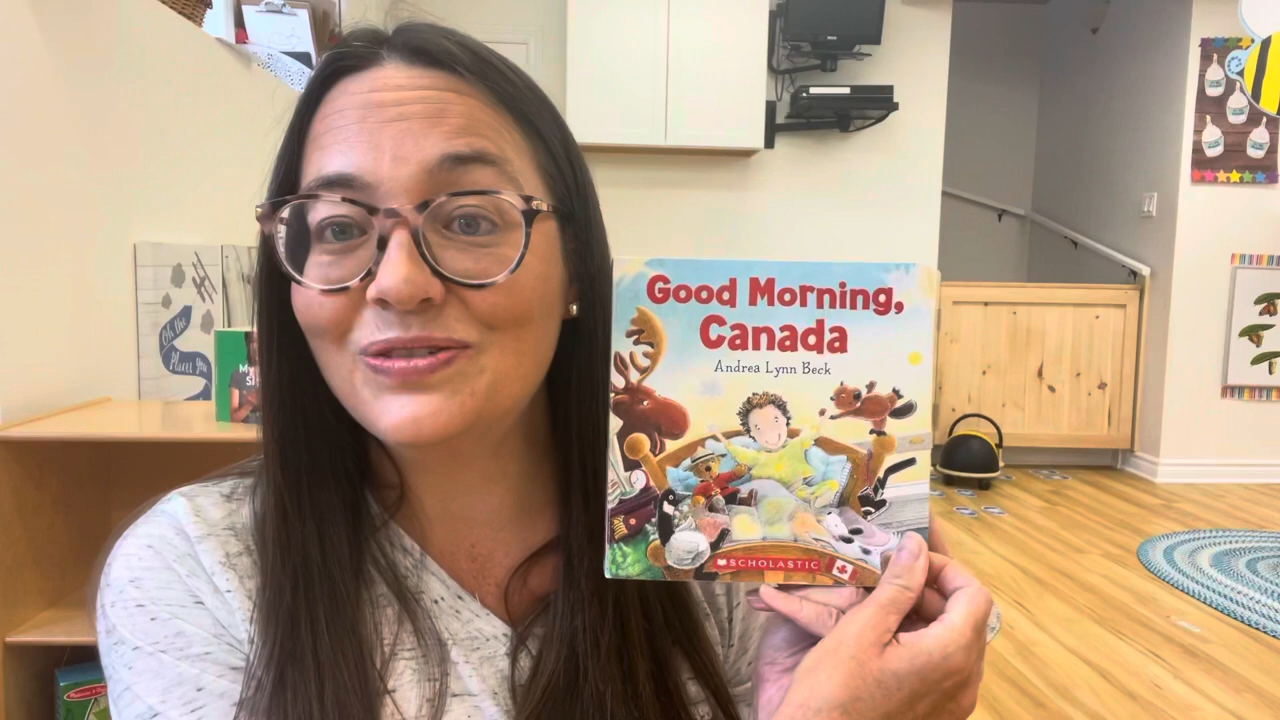 Good Morning,
Canada
Andrea Lynn Beck
SCHOLASTIC
Oh the
Places You